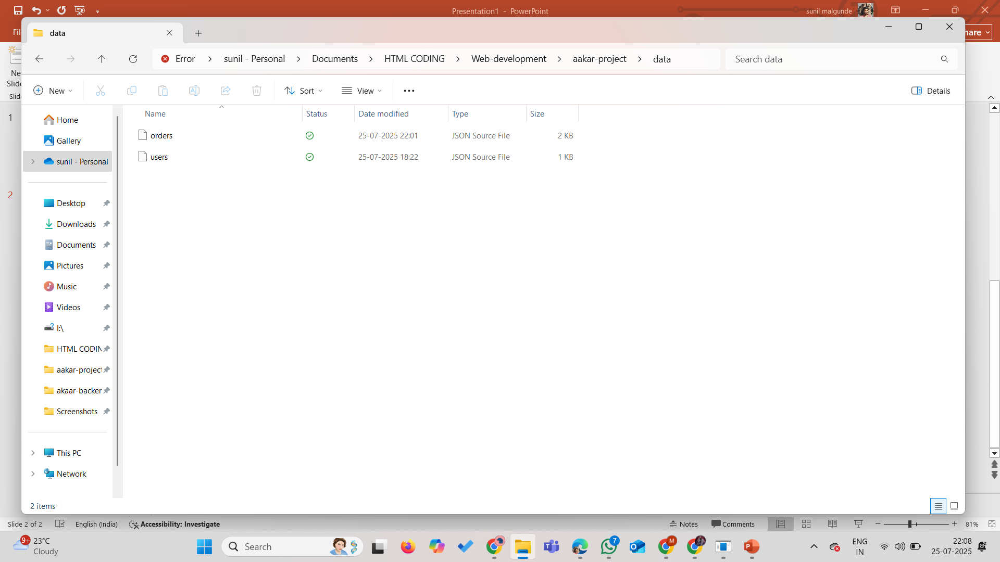 Presentation1 - PowerPoint
sunil malgunde
data
Error
sunil - Personal
Documents
HTML CODING
Web-development
aakar-project
data
Search data
New
Sort
View
Details
Name
Status
Date modified
Type
Size
orders
25-07-2025 22:01
JSON Source File
2 KB
users
25-07-2025 18:22
JSON Source File
1 KB
Home
Gallery
sunil - Personal
Desktop
Downloads
Documents
Pictures
Music
Videos
I:\
HTML CODIN
aakar-project
akaar-backen
Screenshots
This PC
Network
2 items
Fil
hare
Ne
Slide
Slid
1
2
Slide 2 of 2
English (India)
Accessibility: Investigate
Notes
Comments
81%
9+
23°C
Cloudy
Search
7
M
ENG
IN
22:08
25-07-2025